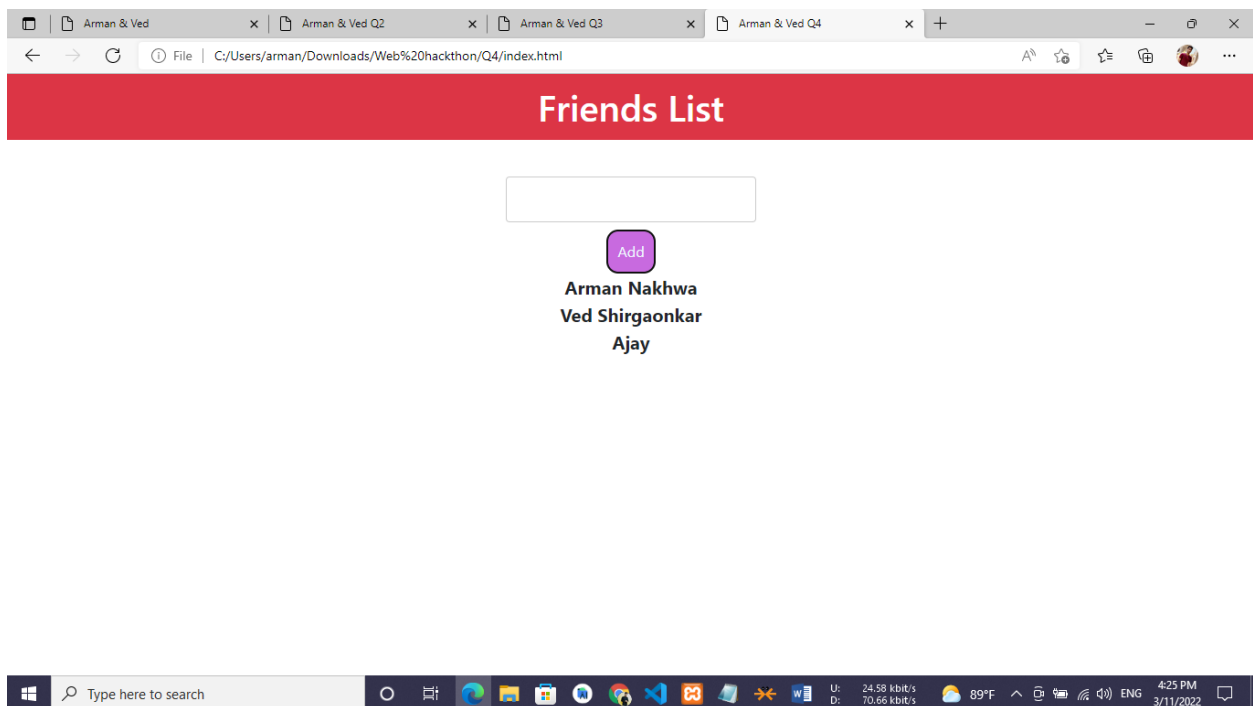 Arman & Ved
Arman & Ved Q2
Arman & Ved Q3
Arman & Ved Q4
File
C:/Users/arman/Downloads/Web%20hackthon/Q4/index.html
Friends List
Add
Arman Nakhwa
Ved Shirgaonkar
Ajay
Type here to search
U: 24.58 kbit/s
D: 70.66 kbit/s
89°F
ENG
4:25 PM
3/11/2022